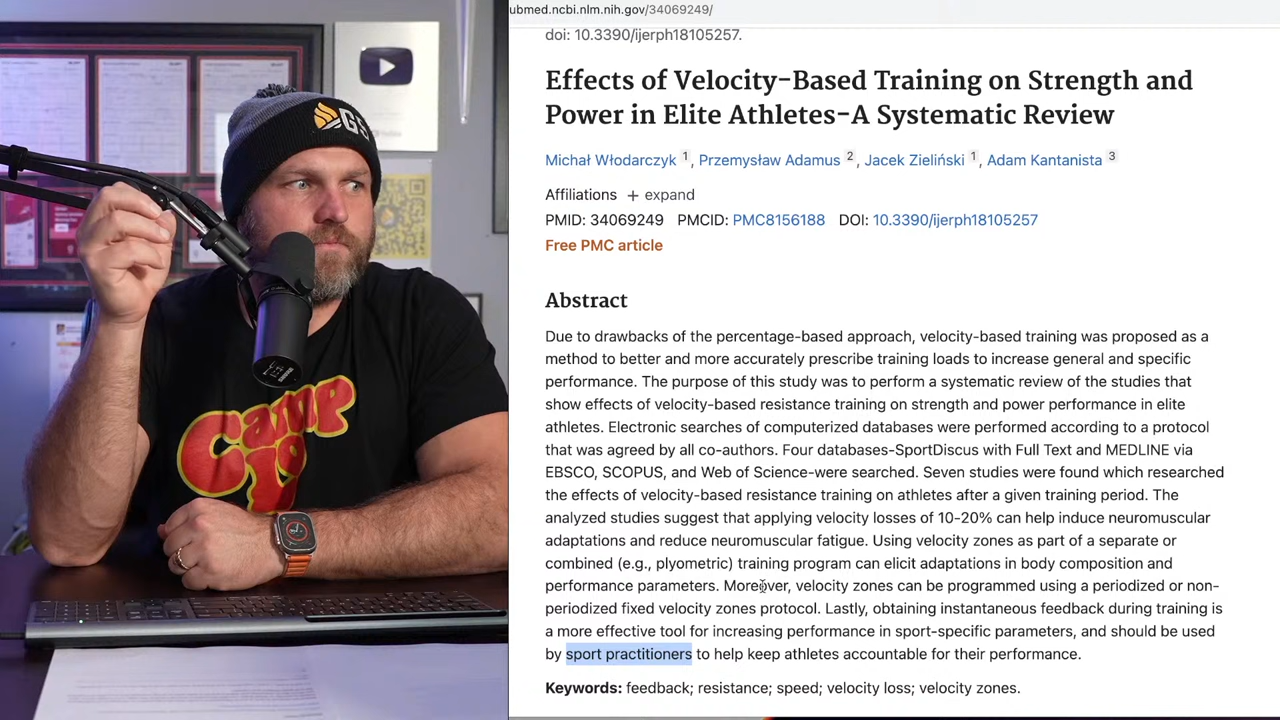 ubmed.ncbi.nlm.nih.gov/34069249/
doi: 10.3390/ijerph18105257.
Effects of Velocity-Based Training on Strength and
Power in Elite Athletes-A Systematic Review
Michał Włodarczyk 1, Przemysław Adamus 2, Jacek Zieliński 1, Adam Kantanista 3
Affiliations + expand
PMID: 34069249 PMCID: PMC8156188 DOI: 10.3390/ijerph18105257
Free PMC article
Abstract
Due to drawbacks of the percentage-based approach, velocity-based training was proposed as a
method to better and more accurately prescribe training loads to increase general and specific
performance. The purpose of this study was to perform a systematic review of the studies that
show effects of velocity-based resistance training on strength and power performance in elite
athletes. Electronic searches of computerized databases were performed according to a protocol
that was agreed by all co-authors. Four databases-SportDiscus with Full Text and MEDLINE via
EBSCO, SCOPUS, and Web of Science-were searched. Seven studies were found which researched
the effects of velocity-based resistance training on athletes after a given training period. The
analyzed studies suggest that applying velocity losses of 10-20% can help induce neuromuscular
adaptations and reduce neuromuscular fatigue. Using velocity zones as part of a separate or
combined (e.g., plyometric) training program can elicit adaptations in body composition and
performance parameters. Moreover, velocity zones can be programmed using a periodized or non-
periodized fixed velocity zones protocol. Lastly, obtaining instantaneous feedback during training is
a more effective tool for increasing performance in sport-specific parameters, and should be used
by sport practitioners to help keep athletes accountable for their performance.
Keywords: feedback; resistance; speed; velocity loss; velocity zones.
Camp
Lo